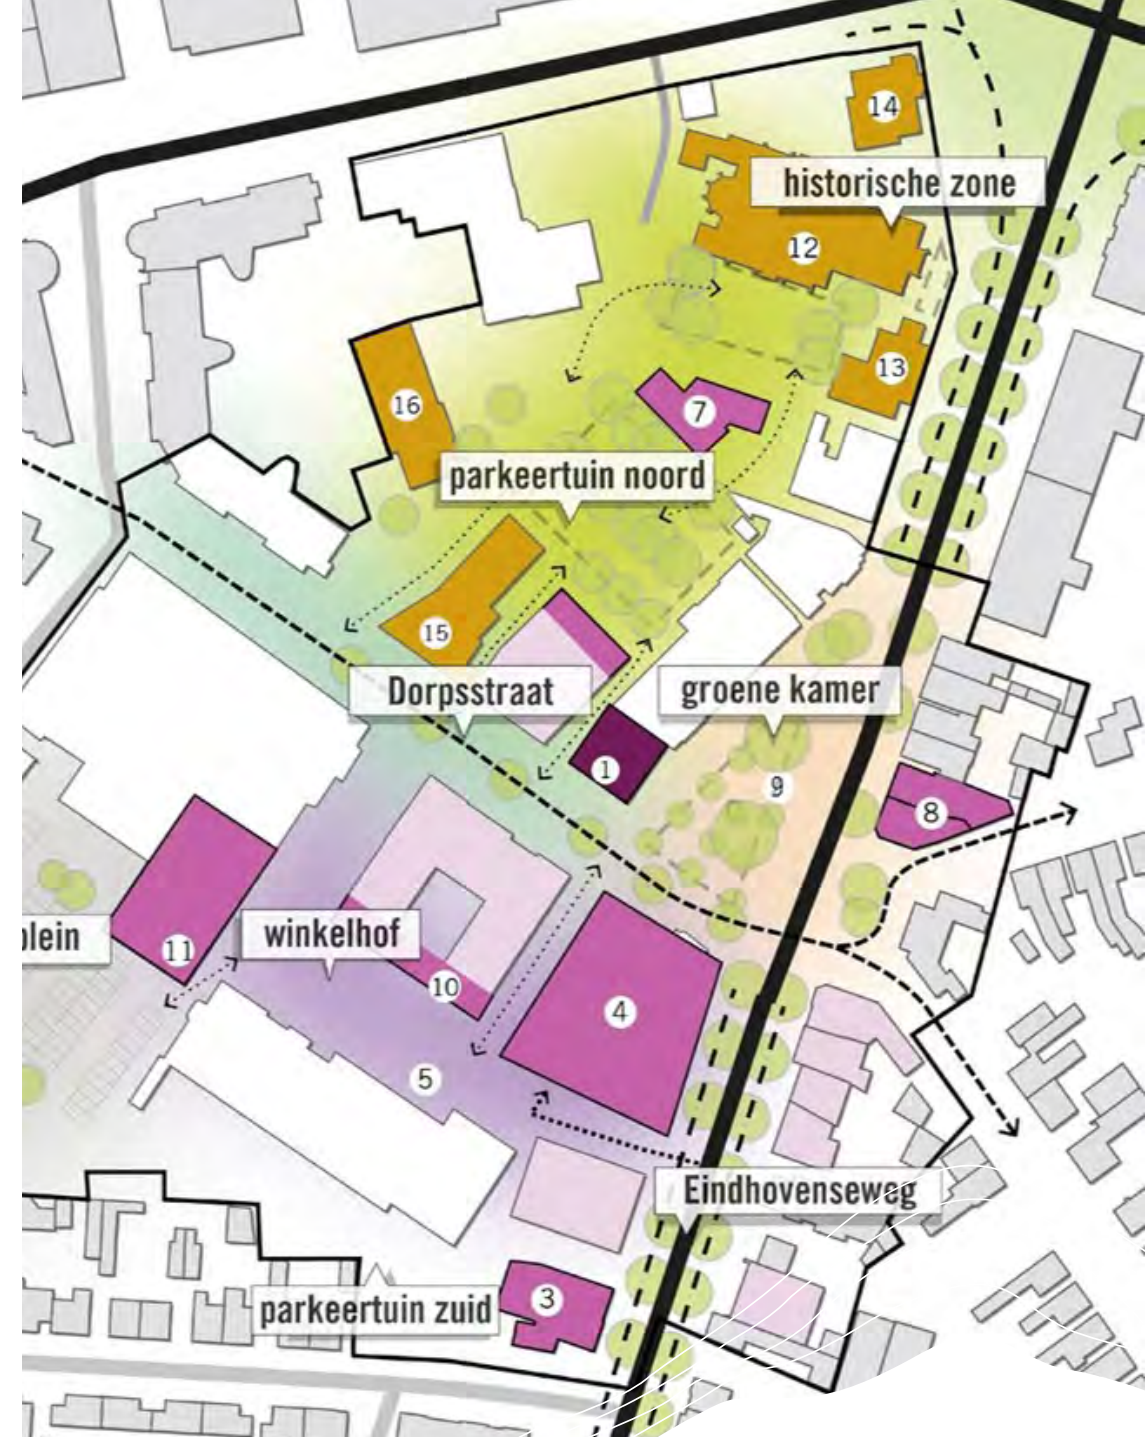 14
historische zone
12
13
16
7
parkeertuin noord
15
Dorpsstraat
groene kamer
1
9
8
plein
winkelhof
11
10
4
5
Eindhovenseweg
parkeertuin zuid
3